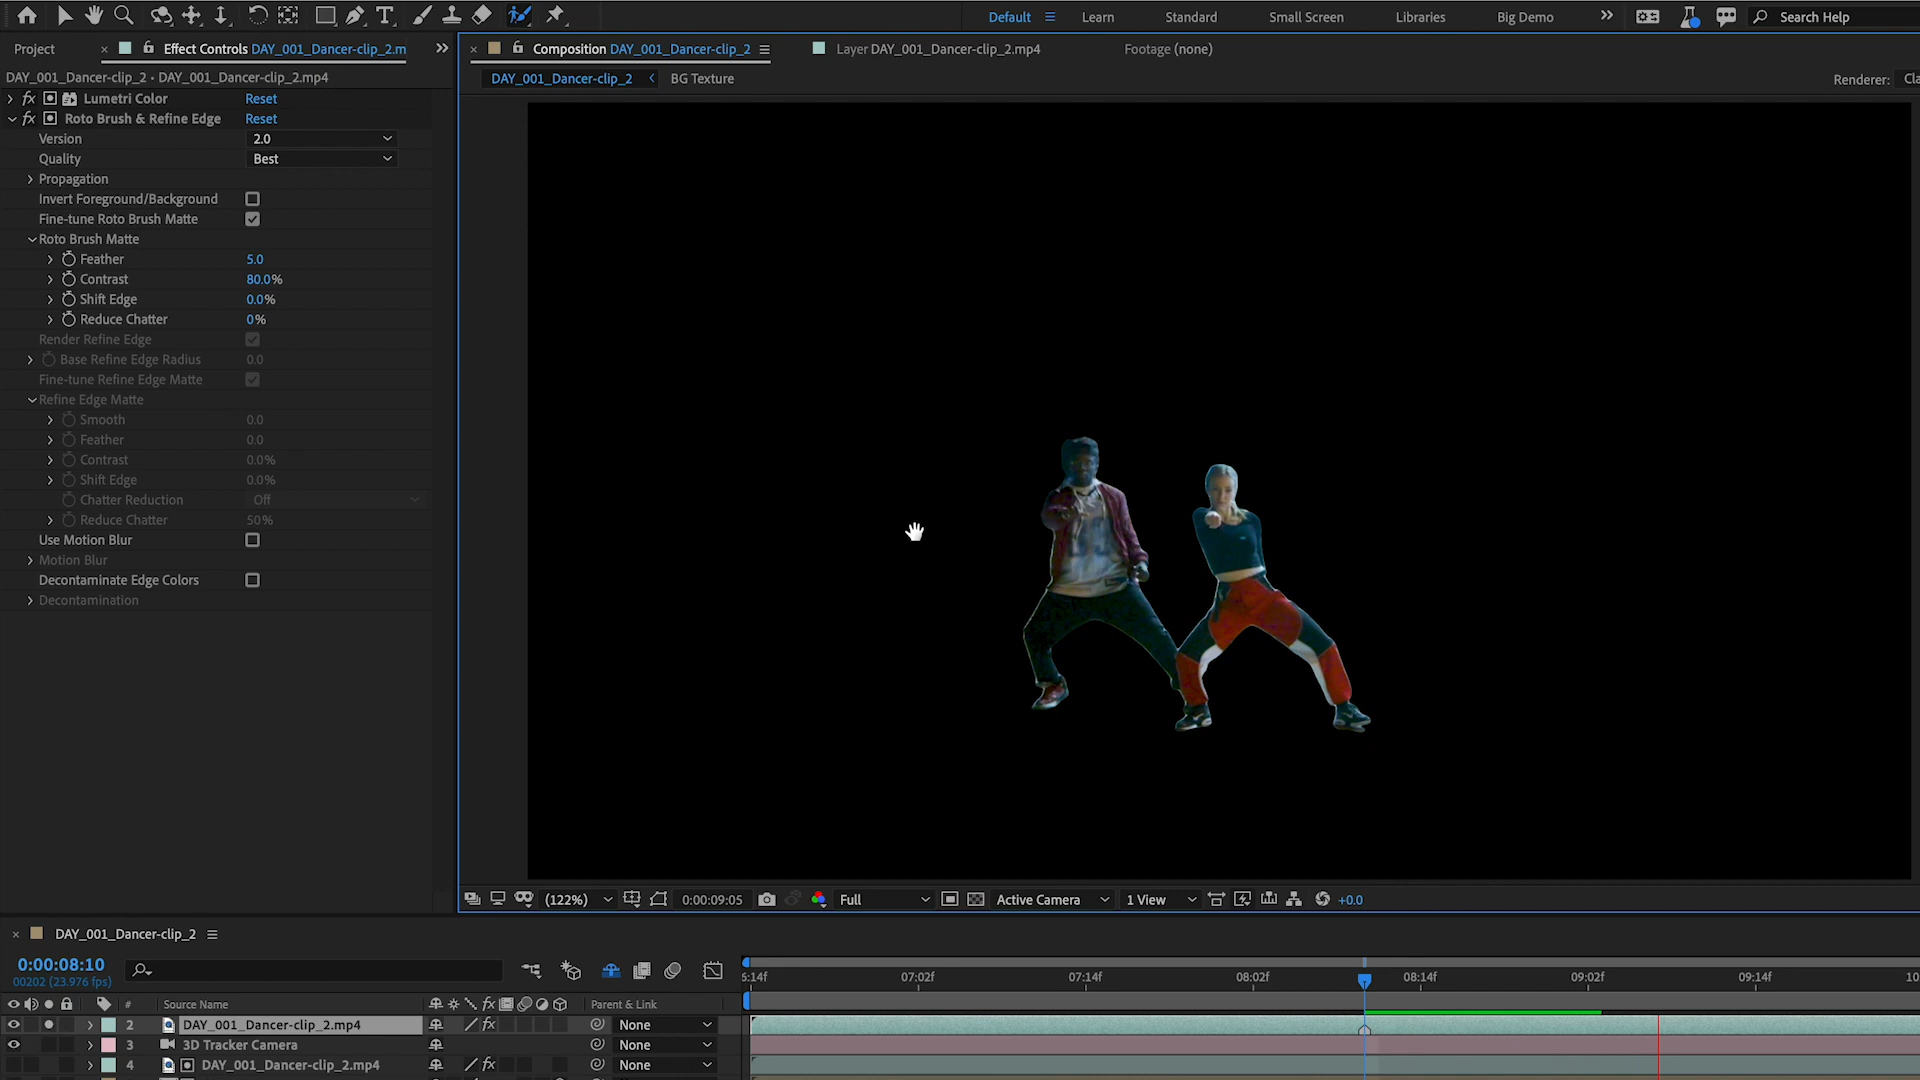 Default
Learn
Standard
Small Screen
Libraries
Big Demo
Search Help
Project
Effect Controls DAY_001_Dancer-clip_2.m
Composition DAY_001_Dancer-clip_2
Layer DAY_001_Dancer-clip_2.mp4
Footage (none)
DAY_001_Dancer-clip_2 • DAY_001_Dancer-clip_2.mp4
DAY_001_Dancer-clip_2
BG Texture
Renderer: Cla
fx Lumetri Color Reset
fx Roto Brush & Refine Edge Reset
Version 2.0
Quality Best
Propagation
Invert Foreground/Background
Fine-tune Roto Brush Matte
Roto Brush Matte
Feather 5.0
Contrast 80.0%
Shift Edge 0.0%
Reduce Chatter 0%
Render Refine Edge
Base Refine Edge Radius 0.0
Fine-tune Refine Edge Matte
Refine Edge Matte
Smooth 0.0
Feather 0.0
Contrast 0.0%
Shift Edge 0.0%
Chatter Reduction Off
Reduce Chatter 50%
Use Motion Blur
Motion Blur
Decontaminate Edge Colors
Decontamination
(122%) 0:00:09:05 Full Active Camera 1 View +0.0
DAY_001_Dancer-clip_2
0:00:08:10
00202 (23.976 fps)
5:14f 07:02f 07:14f 08:02f 08:14f 09:02f 09:14f 10
# Source Name fx Parent & Link
2 DAY_001_Dancer-clip_2.mp4 fx None
3 3D Tracker Camera None
4 DAY_001_Dancer-clip_2.mp4 fx None